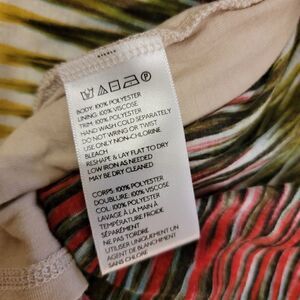 BODY: 100% POLYESTER
LINING: 100% VISCOSE
TRIM: 100% POLYESTER
HAND WASH COLD SEPARATELY
DO NOT WRING OR TWIST
USE ONLY NON-CHLORINE
BLEACH
RESHAPE & LAY FLAT TO DRY
LOW IRON AS NEEDED
MAY BE DRY CLEANED
CORPS: 100% POLYESTER
DOUBLURE: 100% VISCOSE
COL: 100% POLYESTER
LAVAGE À LA MAIN À
TEMPÉRATURE FROIDE
SÉPARÉMENT
NE PAS TORDRE
UTILISER UNIQUEMENT UN
AGENT DE BLANCHIMENT
SANS CHLORE